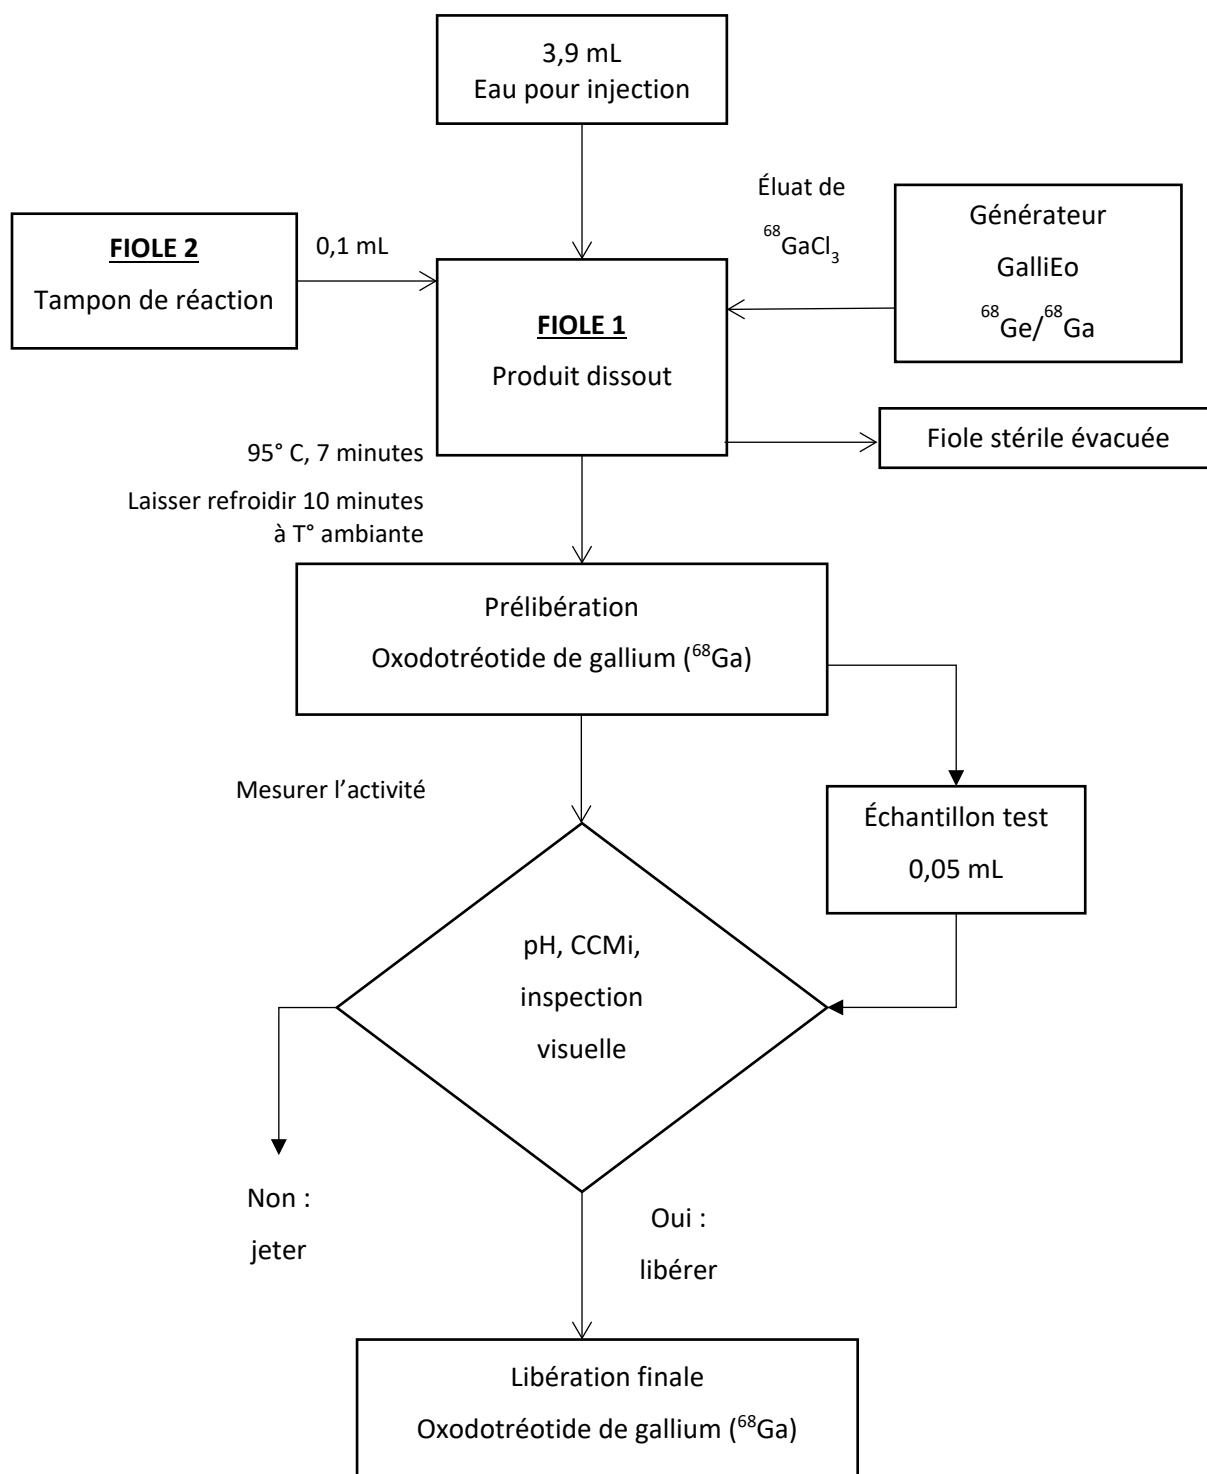 3,9 mL
Eau pour injection
Éluat de
⁶⁸GaCl₃
Générateur
GalliEo
⁶⁸Ge/⁶⁸Ga
FIOLE 2
Tampon de réaction
0,1 mL
FIOLE 1
Produit dissout
Fiole stérile évacuée
95° C, 7 minutes
Laisser refroidir 10 minutes
à T° ambiante
Prélibération
Oxodotréotide de gallium (⁶⁸Ga)
Mesurer l’activité
Échantillon test
0,05 mL
pH, CCMi,
inspection
visuelle
Non :
jeter
Oui :
libérer
Libération finale
Oxodotréotide de gallium (⁶⁸Ga)